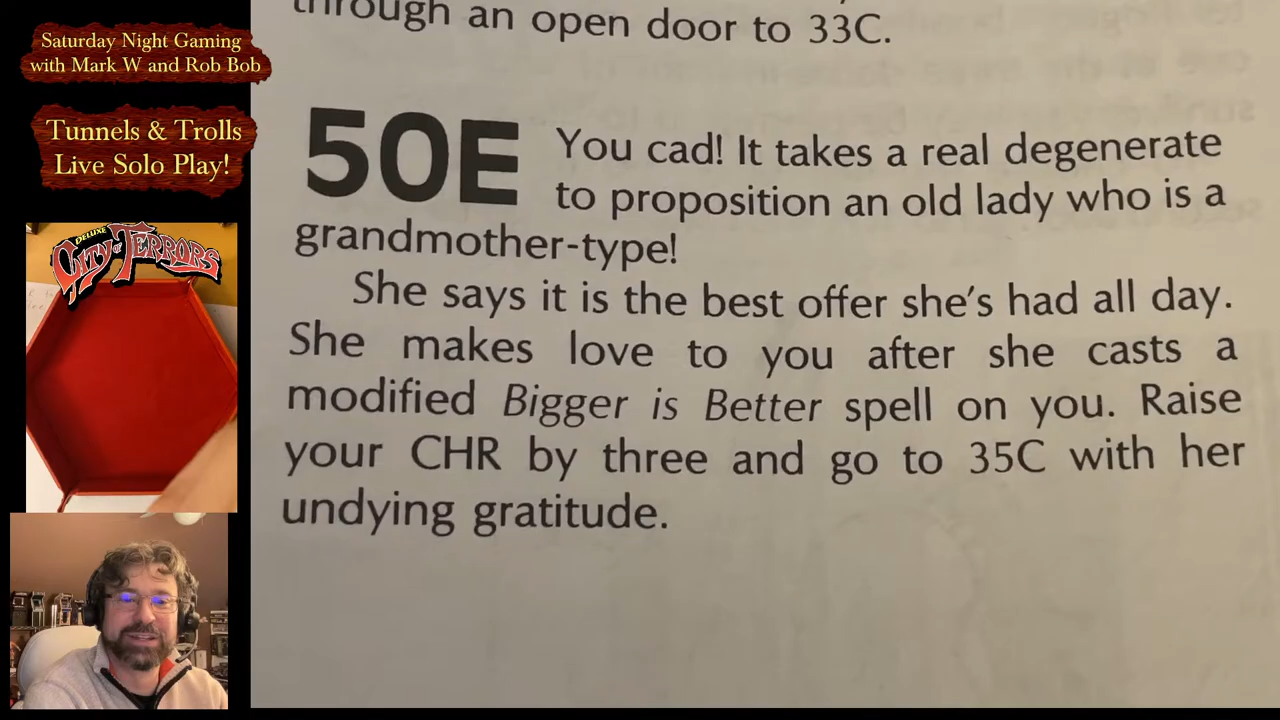 Saturday Night Gaming
with Mark W and Rob Bob
Tunnels & Trolls
Live Solo Play!
DELUXE
CITY OF TERRORS
through an open door to 33C.
50E You cad! It takes a real degenerate
to proposition an old lady who is a
grandmother-type!
She says it is the best offer she's had all day.
She makes love to you after she casts a
modified Bigger is Better spell on you. Raise
your CHR by three and go to 35C with her
undying gratitude.